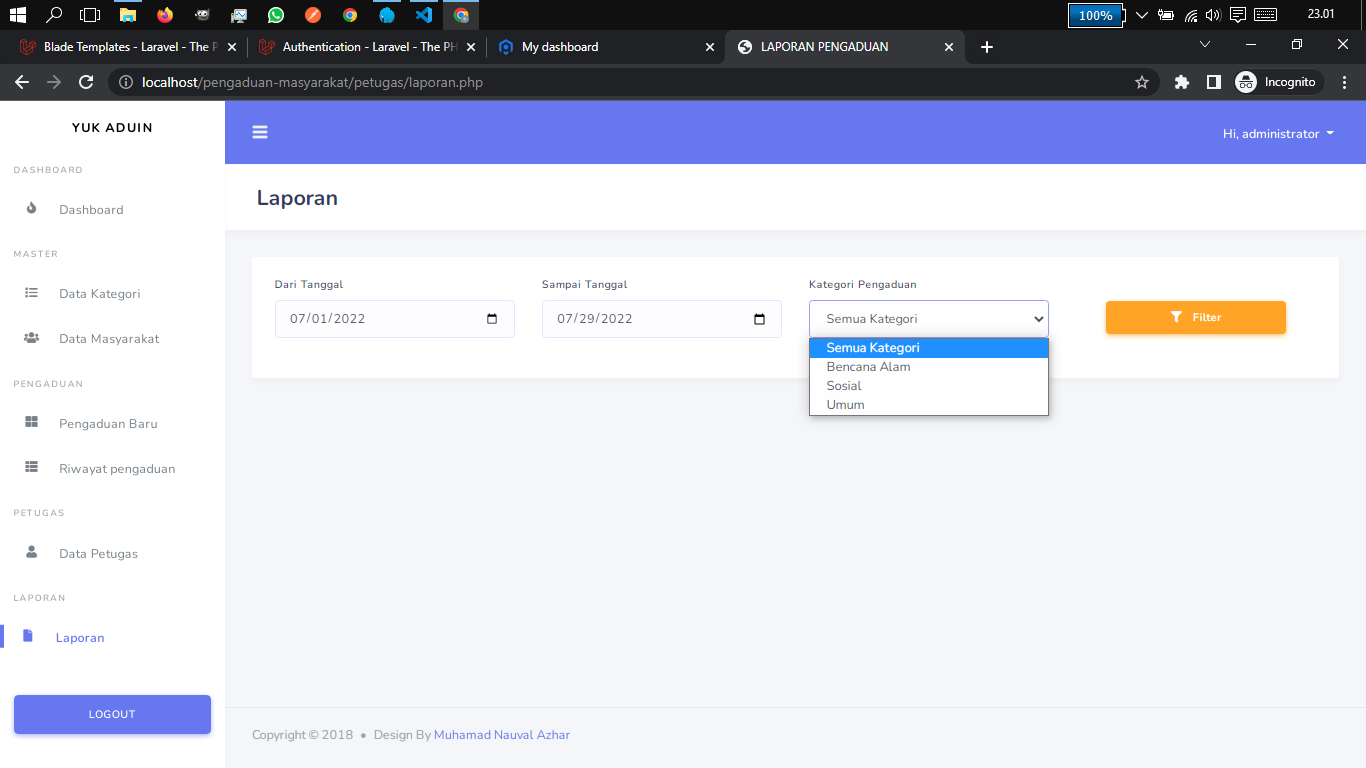 100%
23.01
Blade Templates - Laravel - The P
Authentication - Laravel - The PH
My dashboard
LAPORAN PENGADUAN
localhost/pengaduan-masyarakat/petugas/laporan.php
Incognito
YUK ADUIN
Hi, administrator
DASHBOARD
Dashboard
MASTER
Data Kategori
Data Masyarakat
PENGADUAN
Pengaduan Baru
Riwayat pengaduan
PETUGAS
Data Petugas
LAPORAN
Laporan
LOGOUT
Laporan
Dari Tanggal
07/01/2022
Sampai Tanggal
07/29/2022
Kategori Pengaduan
Semua Kategori
Semua Kategori
Bencana Alam
Sosial
Umum
Filter
Copyright © 2018 • Design By Muhamad Nauval Azhar